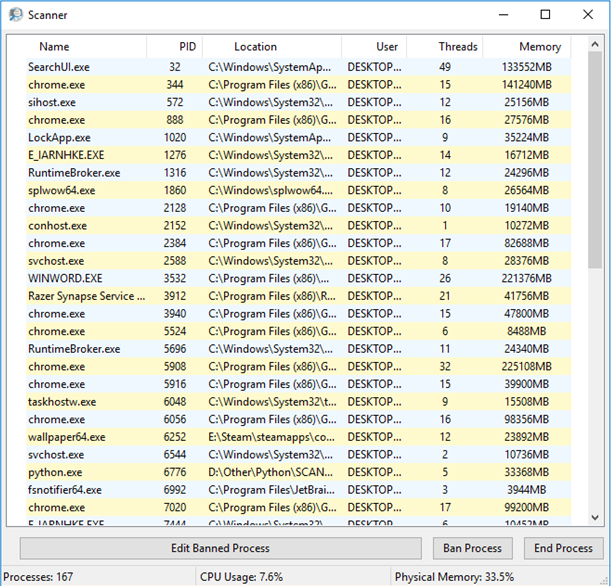 Scanner
Name PID Location User Threads Memory
SearchUI.exe 32 C:\Windows\SystemAp... DESKTOP... 49 133552MB
chrome.exe 344 C:\Program Files (x86)\G... DESKTOP... 15 141240MB
sihost.exe 572 C:\Windows\System32\... DESKTOP... 12 25156MB
chrome.exe 888 C:\Program Files (x86)\G... DESKTOP... 16 27576MB
LockApp.exe 1020 C:\Windows\SystemAp... DESKTOP... 9 35224MB
E_IARNHKE.EXE 1276 C:\Windows\System32\... DESKTOP... 14 16712MB
RuntimeBroker.exe 1316 C:\Windows\System32\... DESKTOP... 12 24296MB
splwow64.exe 1860 C:\Windows\splwow64.... DESKTOP... 8 26564MB
chrome.exe 2128 C:\Program Files (x86)\G... DESKTOP... 10 19140MB
conhost.exe 2152 C:\Windows\System32\... DESKTOP... 1 10272MB
chrome.exe 2384 C:\Program Files (x86)\G... DESKTOP... 17 82688MB
svchost.exe 2588 C:\Windows\System32\... DESKTOP... 8 28376MB
WINWORD.EXE 3532 C:\Program Files (x86)\... DESKTOP... 26 221376MB
Razer Synapse Service ... 3912 C:\Program Files (x86)\R... DESKTOP... 21 41756MB
chrome.exe 3940 C:\Program Files (x86)\G... DESKTOP... 15 47800MB
chrome.exe 5524 C:\Program Files (x86)\G... DESKTOP... 6 8488MB
RuntimeBroker.exe 5696 C:\Windows\System32\... DESKTOP... 11 24340MB
chrome.exe 5908 C:\Program Files (x86)\G... DESKTOP... 32 225108MB
chrome.exe 5916 C:\Program Files (x86)\G... DESKTOP... 15 39900MB
taskhostw.exe 6048 C:\Windows\System32\t... DESKTOP... 9 15508MB
chrome.exe 6056 C:\Program Files (x86)\G... DESKTOP... 16 98356MB
wallpaper64.exe 6252 E:\Steam\steamapps\co... DESKTOP... 12 23892MB
svchost.exe 6544 C:\Windows\System32\... DESKTOP... 2 10736MB
python.exe 6776 D:\Other\Python\SCAN... DESKTOP... 5 33368MB
fsnotifier64.exe 6992 C:\Program Files\JetBrai... DESKTOP... 3 3944MB
chrome.exe 7020 C:\Program Files (x86)\G... DESKTOP... 17 99200MB
E_IARNHKE.EXE 7444 C:\Windows\System32\... DESKTOP... 6 10452MB
Edit Banned Process Ban Process End Process
Processes: 167 CPU Usage: 7.6% Physical Memory: 33.5%